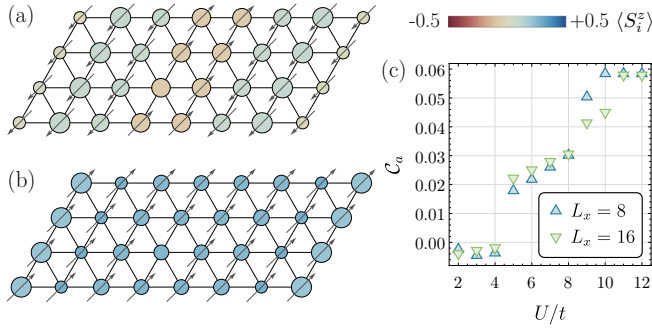 (a)
-0.5 +0.5 ⟨S_i^z⟩
(b)
(c)
0.06
0.05
0.04
0.03
0.02
0.01
0.00
C_a
2 4 6 8 10 12
U/t
L_x = 8
L_x = 16